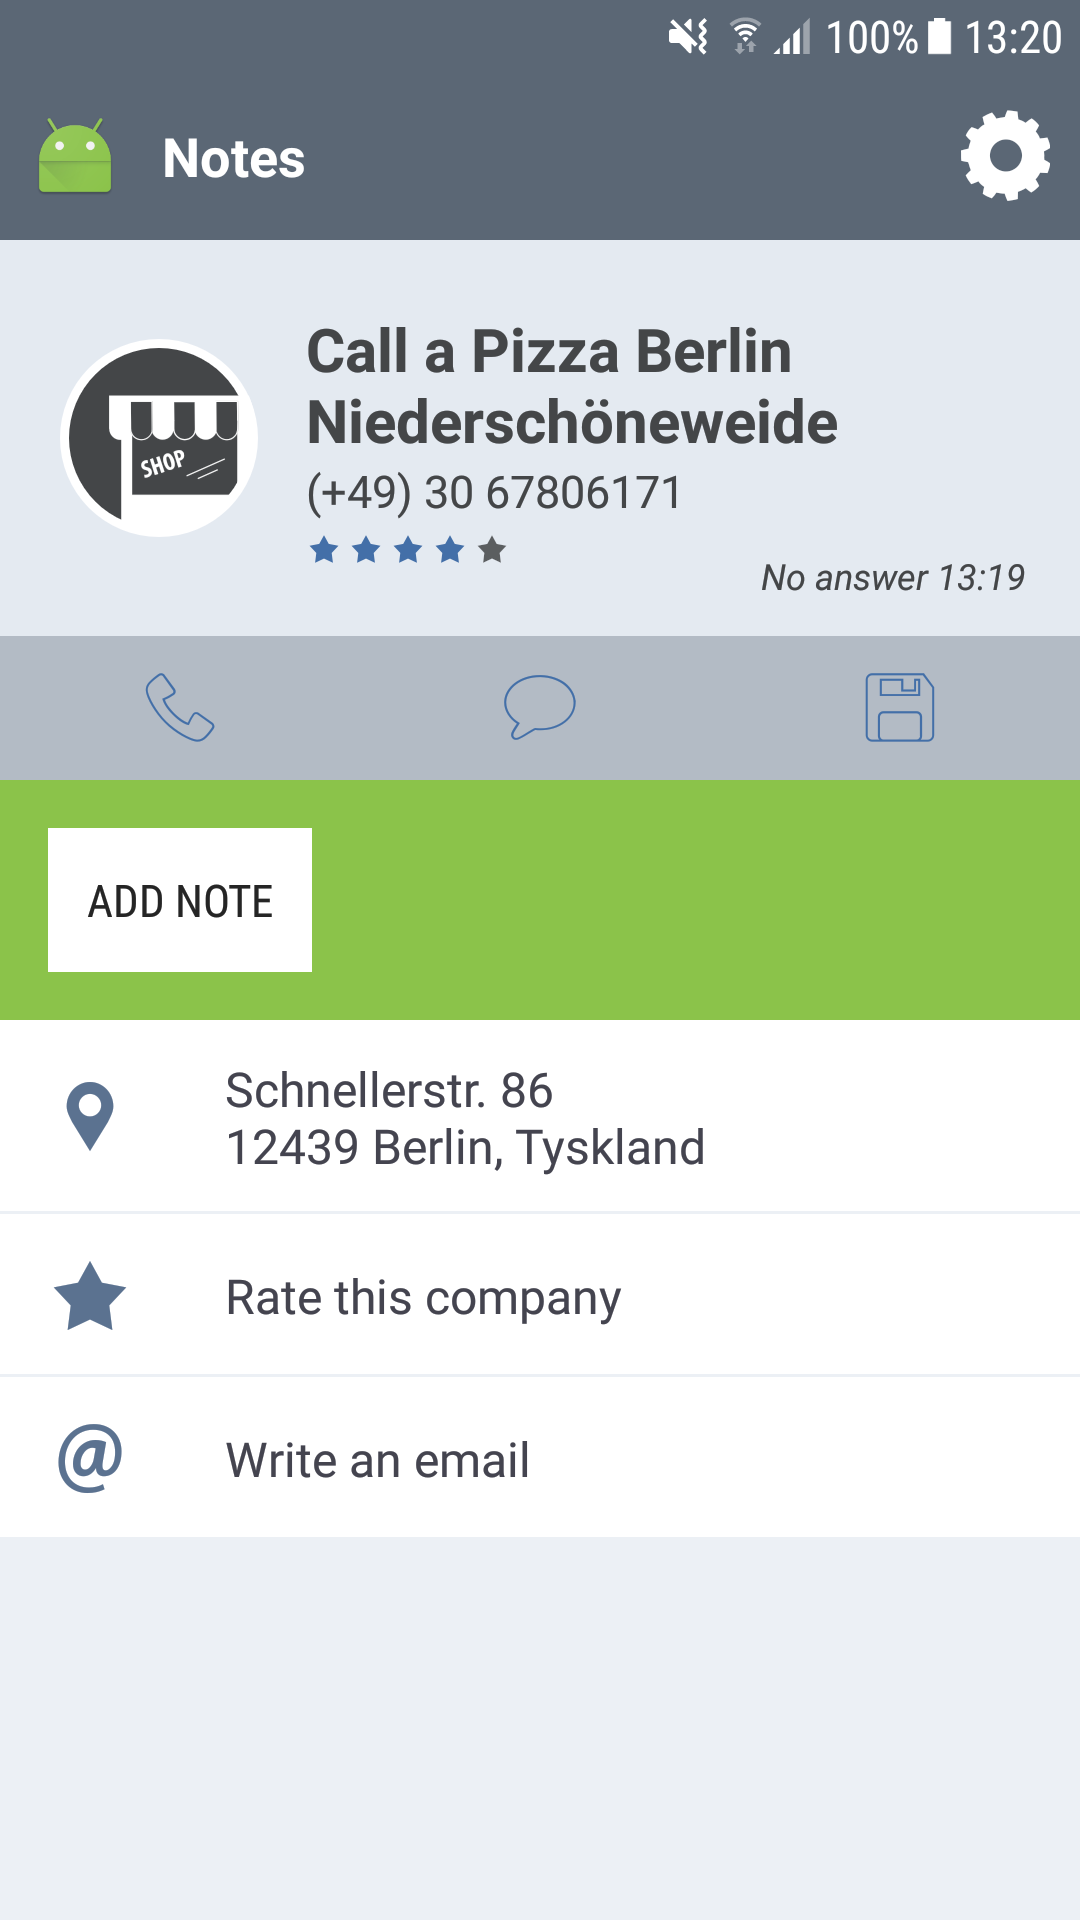 100% 13:20
Notes
Call a Pizza Berlin
Niederschöneweide
(+49) 30 67806171
No answer 13:19
SHOP
ADD NOTE
Schnellerstr. 86
12439 Berlin, Tyskland
Rate this company
@ Write an email